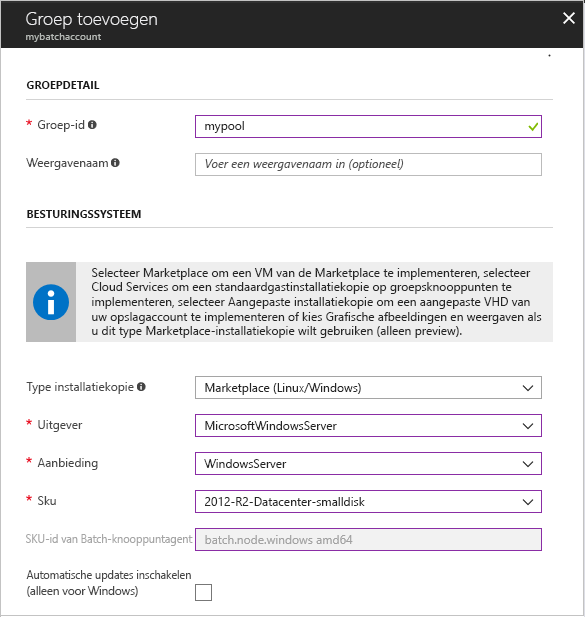 Groep toevoegen
mybatchaccount
GROEPDETAIL
* Groep-id
mypool
Weergavenaam
Voer een weergavenaam in (optioneel)
BESTURINGSSYSTEEM
Selecteer Marketplace om een VM van de Marketplace te implementeren, selecteer
Cloud Services om een standaardgastinstallatiekopie op groepsknooppunten te
implementeren, selecteer Aangepaste installatiekopie om een aangepaste VHD van
uw opslagaccount te implementeren of kies Grafische afbeeldingen en weergaven als
u dit type Marketplace-installatiekopie wilt gebruiken (alleen preview).
Type installatiekopie
Marketplace (Linux/Windows)
* Uitgever
MicrosoftWindowsServer
* Aanbieding
WindowsServer
* Sku
2012-R2-Datacenter-smalldisk
SKU-id van Batch-knooppuntagent
batch.node.windows amd64
Automatische updates inschakelen
(alleen voor Windows)